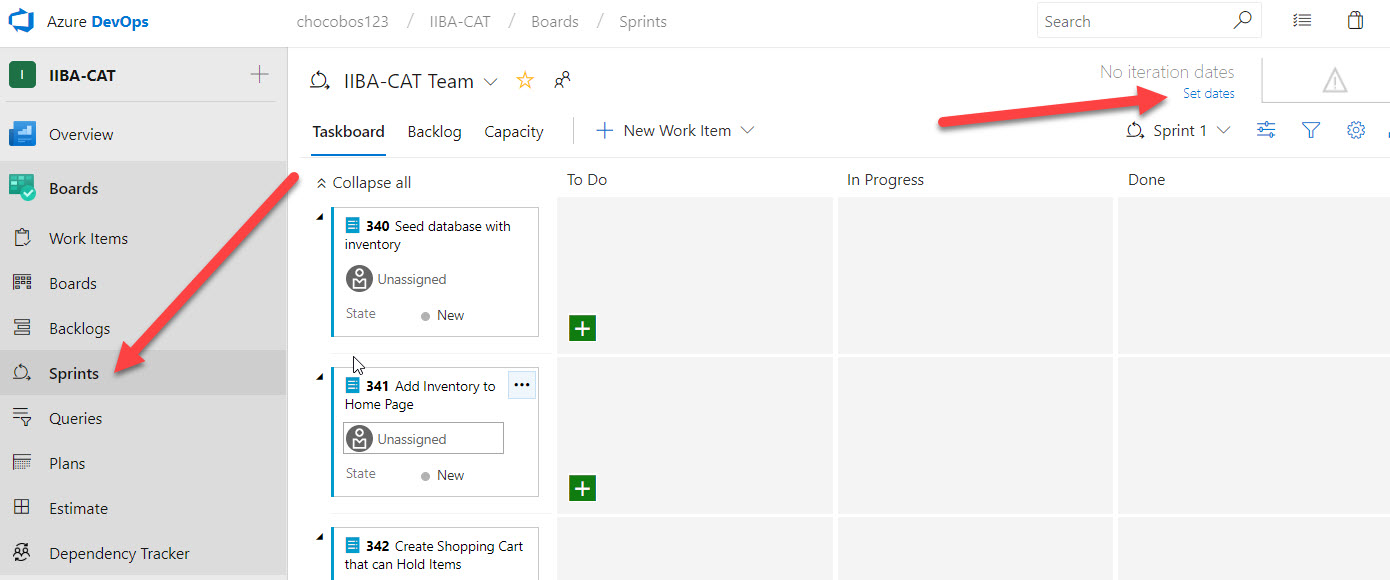 Azure DevOps
chocobos123 / IIBA-CAT / Boards / Sprints
Search
I IIBA-CAT
Overview
Boards
Work Items
Boards
Backlogs
Sprints
Queries
Plans
Estimate
Dependency Tracker
IIBA-CAT Team
No iteration dates
Set dates
Taskboard Backlog Capacity New Work Item
Sprint 1
Collapse all
To Do In Progress Done
340 Seed database with
inventory
Unassigned
State New
341 Add Inventory to
Home Page
Unassigned
State New
342 Create Shopping Cart
that can Hold Items